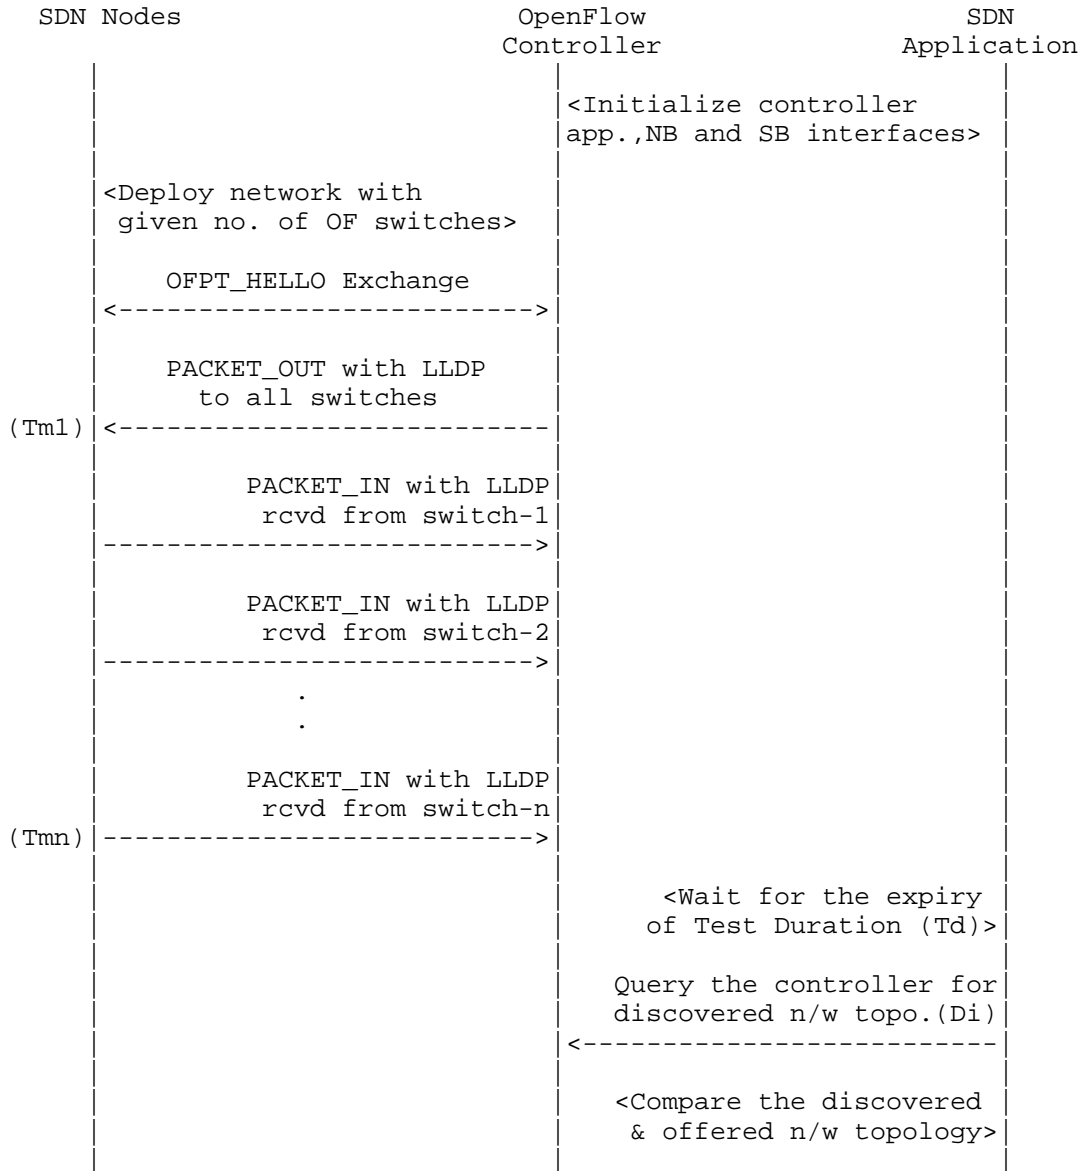 SDN Nodes OpenFlow SDN
Controller Application
<Initialize controller
app.,NB and SB interfaces>
<Deploy network with
given no. of OF switches>
OFPT_HELLO Exchange
<-------------------------->
PACKET_OUT with LLDP
to all switches
(Tm1) <---------------------------
PACKET_IN with LLDP
rcvd from switch-1
--------------------------->
PACKET_IN with LLDP
rcvd from switch-2
--------------------------->
.
.
PACKET_IN with LLDP
rcvd from switch-n
(Tmn) --------------------------->
<Wait for the expiry
of Test Duration (Td)>
Query the controller for
discovered n/w topo.(Di)
<--------------------------
<Compare the discovered
& offered n/w topology>